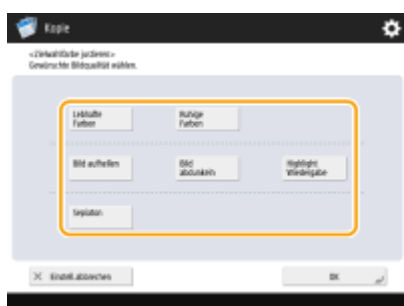 Kopie
<Zielwahlfarbe justieren>
Gewünschte Bildqualität wählen.
Lebhafte
Farben
Ruhige
Farben
Bild aufhellen
Bild
abdunkeln
Highlight
Wiedergabe
Sepiaton
Einstell.abbrechen
OK